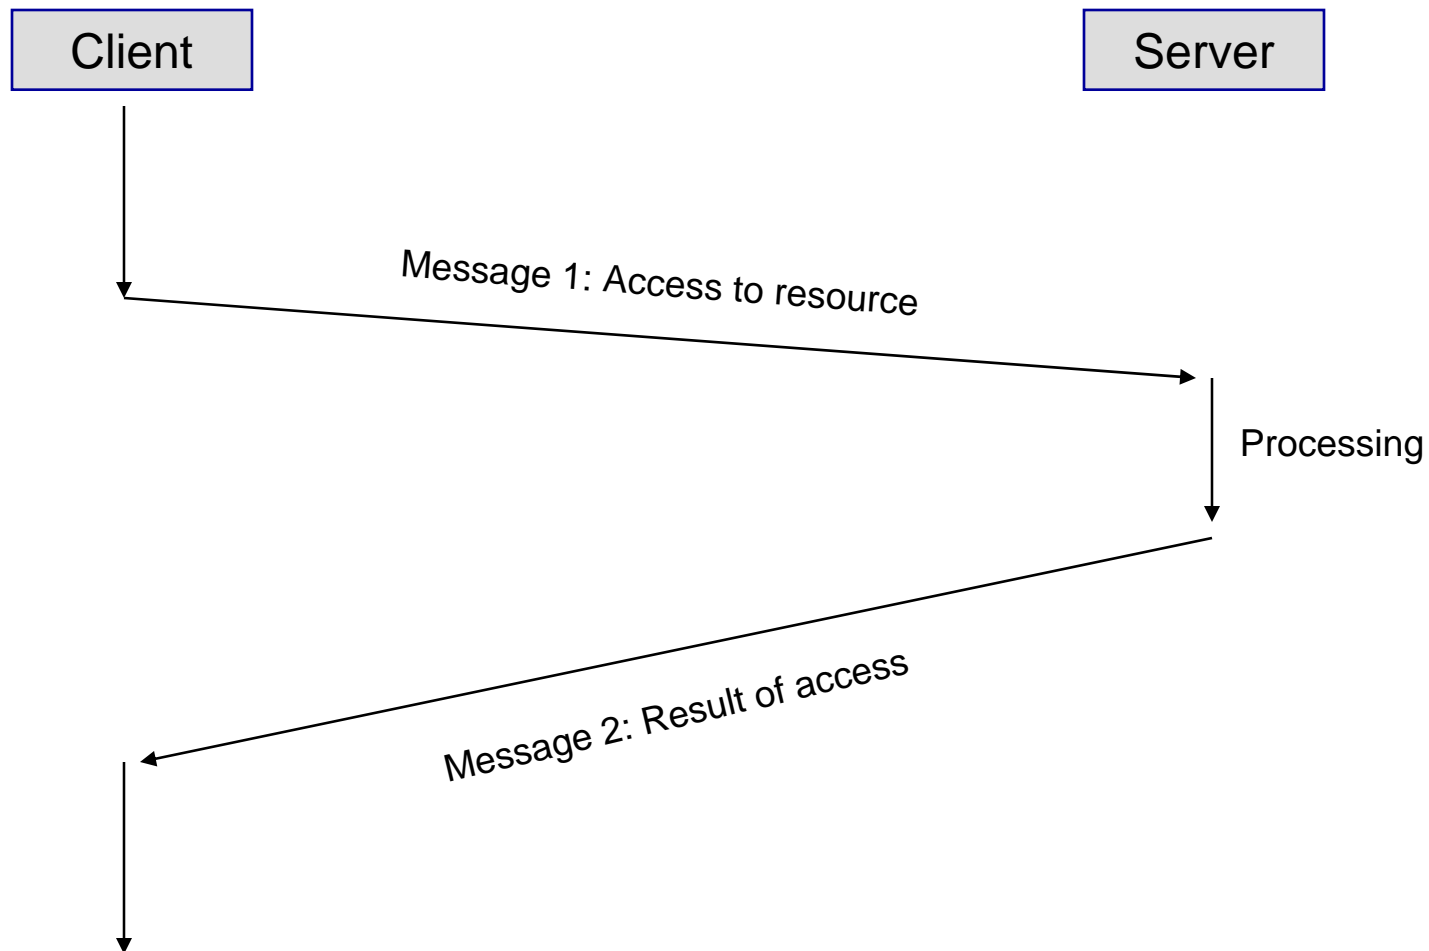 Client
Server
Message 1: Access to resource
Processing
Message 2: Result of access